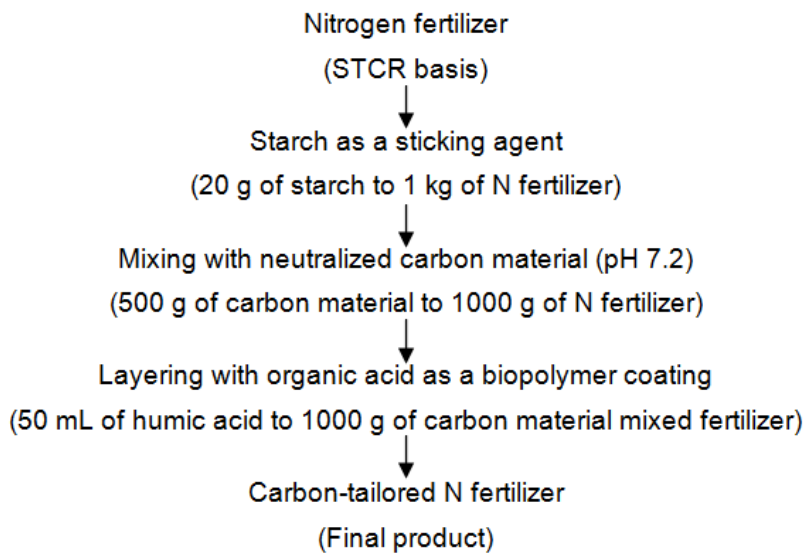 Nitrogen fertilizer
(STCR basis)
Starch as a sticking agent
(20 g of starch to 1 kg of N fertilizer)
Mixing with neutralized carbon material (pH 7.2)
(500 g of carbon material to 1000 g of N fertilizer)
Layering with organic acid as a biopolymer coating
(50 mL of humic acid to 1000 g of carbon material mixed fertilizer)
Carbon-tailored N fertilizer
(Final product)